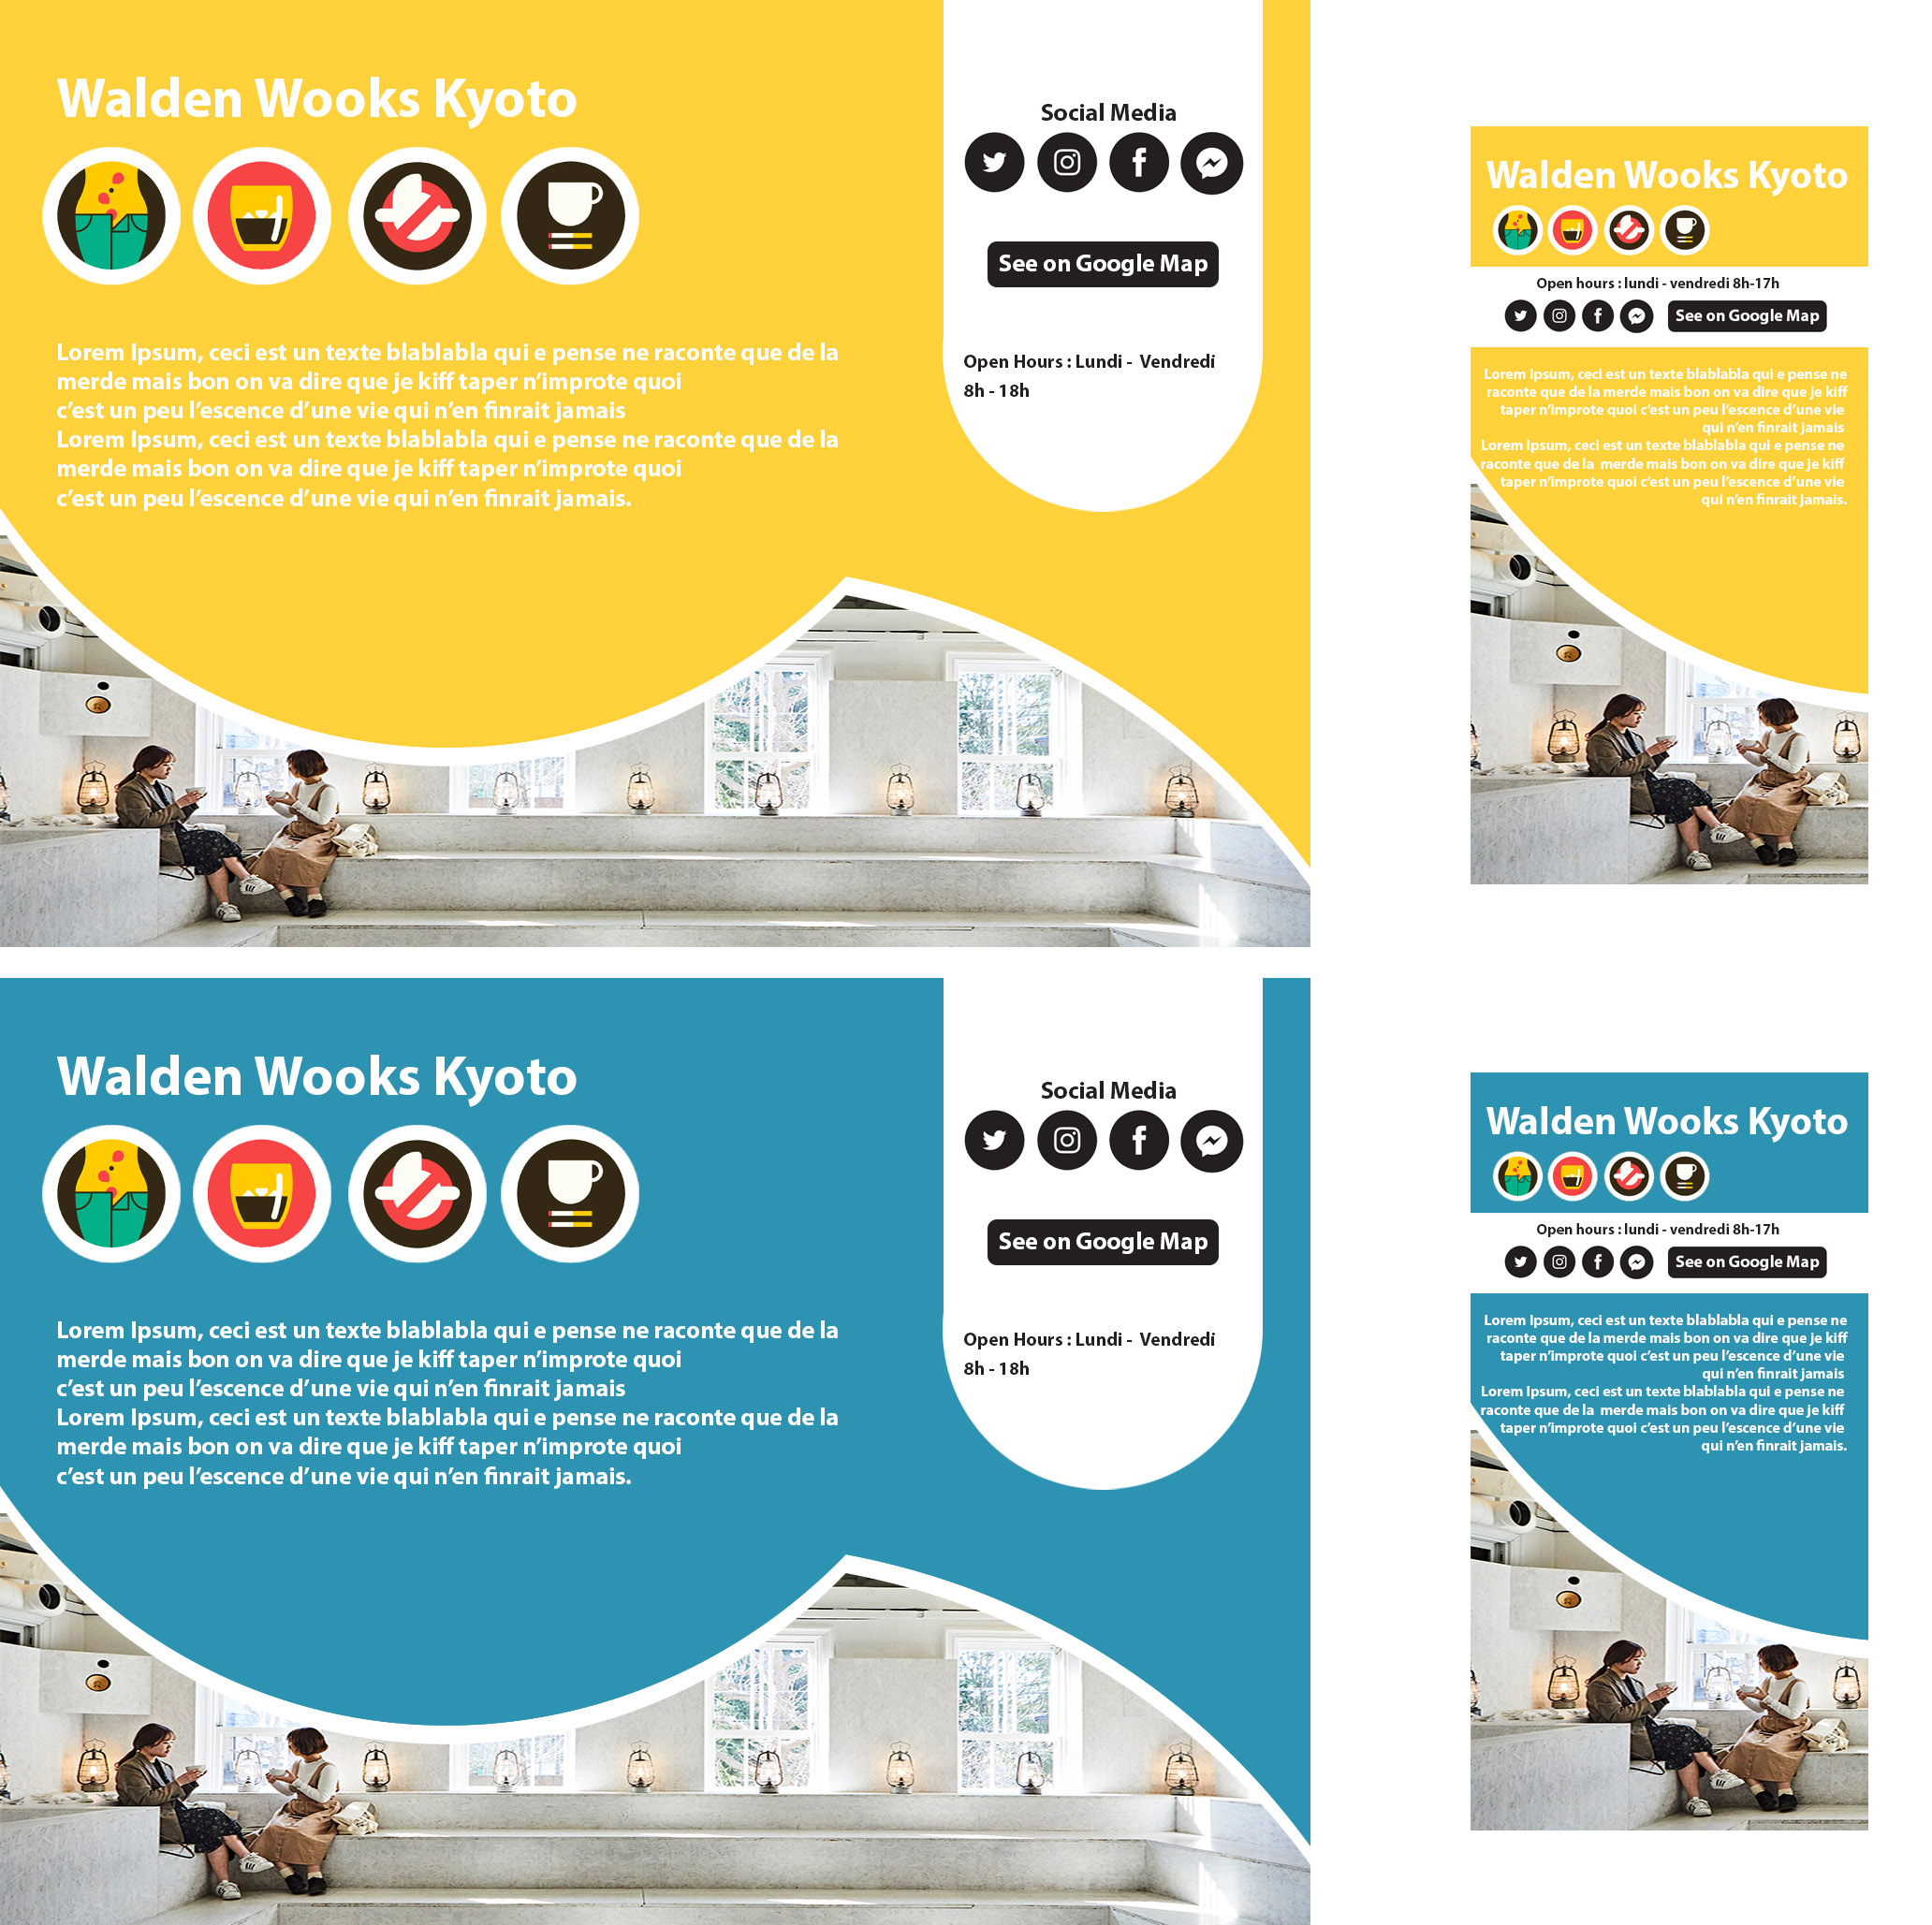 Walden Wooks Kyoto
Lorem Ipsum, ceci est un texte blablabla qui e pense ne raconte que de la
merde mais bon on va dire que je kiff taper n’improte quoi
c’est un peu l’escence d’une vie qui n’en finrait jamais
Lorem Ipsum, ceci est un texte blablabla qui e pense ne raconte que de la
merde mais bon on va dire que je kiff taper n’improte quoi
c’est un peu l’escence d’une vie qui n’en finrait jamais.
Social Media
See on Google Map
Open Hours : Lundi - Vendredi
8h - 18h
Walden Wooks Kyoto
Open hours : lundi - vendredi 8h-17h
See on Google Map
Lorem Ipsum, ceci est un texte blablabla qui e pense ne
raconte que de la merde mais bon on va dire que je kiff
taper n’improte quoi c’est un peu l’escence d’une vie
qui n’en finrait jamais
Lorem Ipsum, ceci est un texte blablabla qui e pense ne
raconte que de la merde mais bon on va dire que je kiff
taper n’improte quoi c’est un peu l’escence d’une vie
qui n’en finrait jamais.
Walden Wooks Kyoto
Lorem Ipsum, ceci est un texte blablabla qui e pense ne raconte que de la
merde mais bon on va dire que je kiff taper n’improte quoi
c’est un peu l’escence d’une vie qui n’en finrait jamais
Lorem Ipsum, ceci est un texte blablabla qui e pense ne raconte que de la
merde mais bon on va dire que je kiff taper n’improte quoi
c’est un peu l’escence d’une vie qui n’en finrait jamais.
Social Media
See on Google Map
Open Hours : Lundi - Vendredi
8h - 18h
Walden Wooks Kyoto
Open hours : lundi - vendredi 8h-17h
See on Google Map
Lorem Ipsum, ceci est un texte blablabla qui e pense ne
raconte que de la merde mais bon on va dire que je kiff
taper n’improte quoi c’est un peu l’escence d’une vie
qui n’en finrait jamais
Lorem Ipsum, ceci est un texte blablabla qui e pense ne
raconte que de la merde mais bon on va dire que je kiff
taper n’improte quoi c’est un peu l’escence d’une vie
qui n’en finrait jamais.